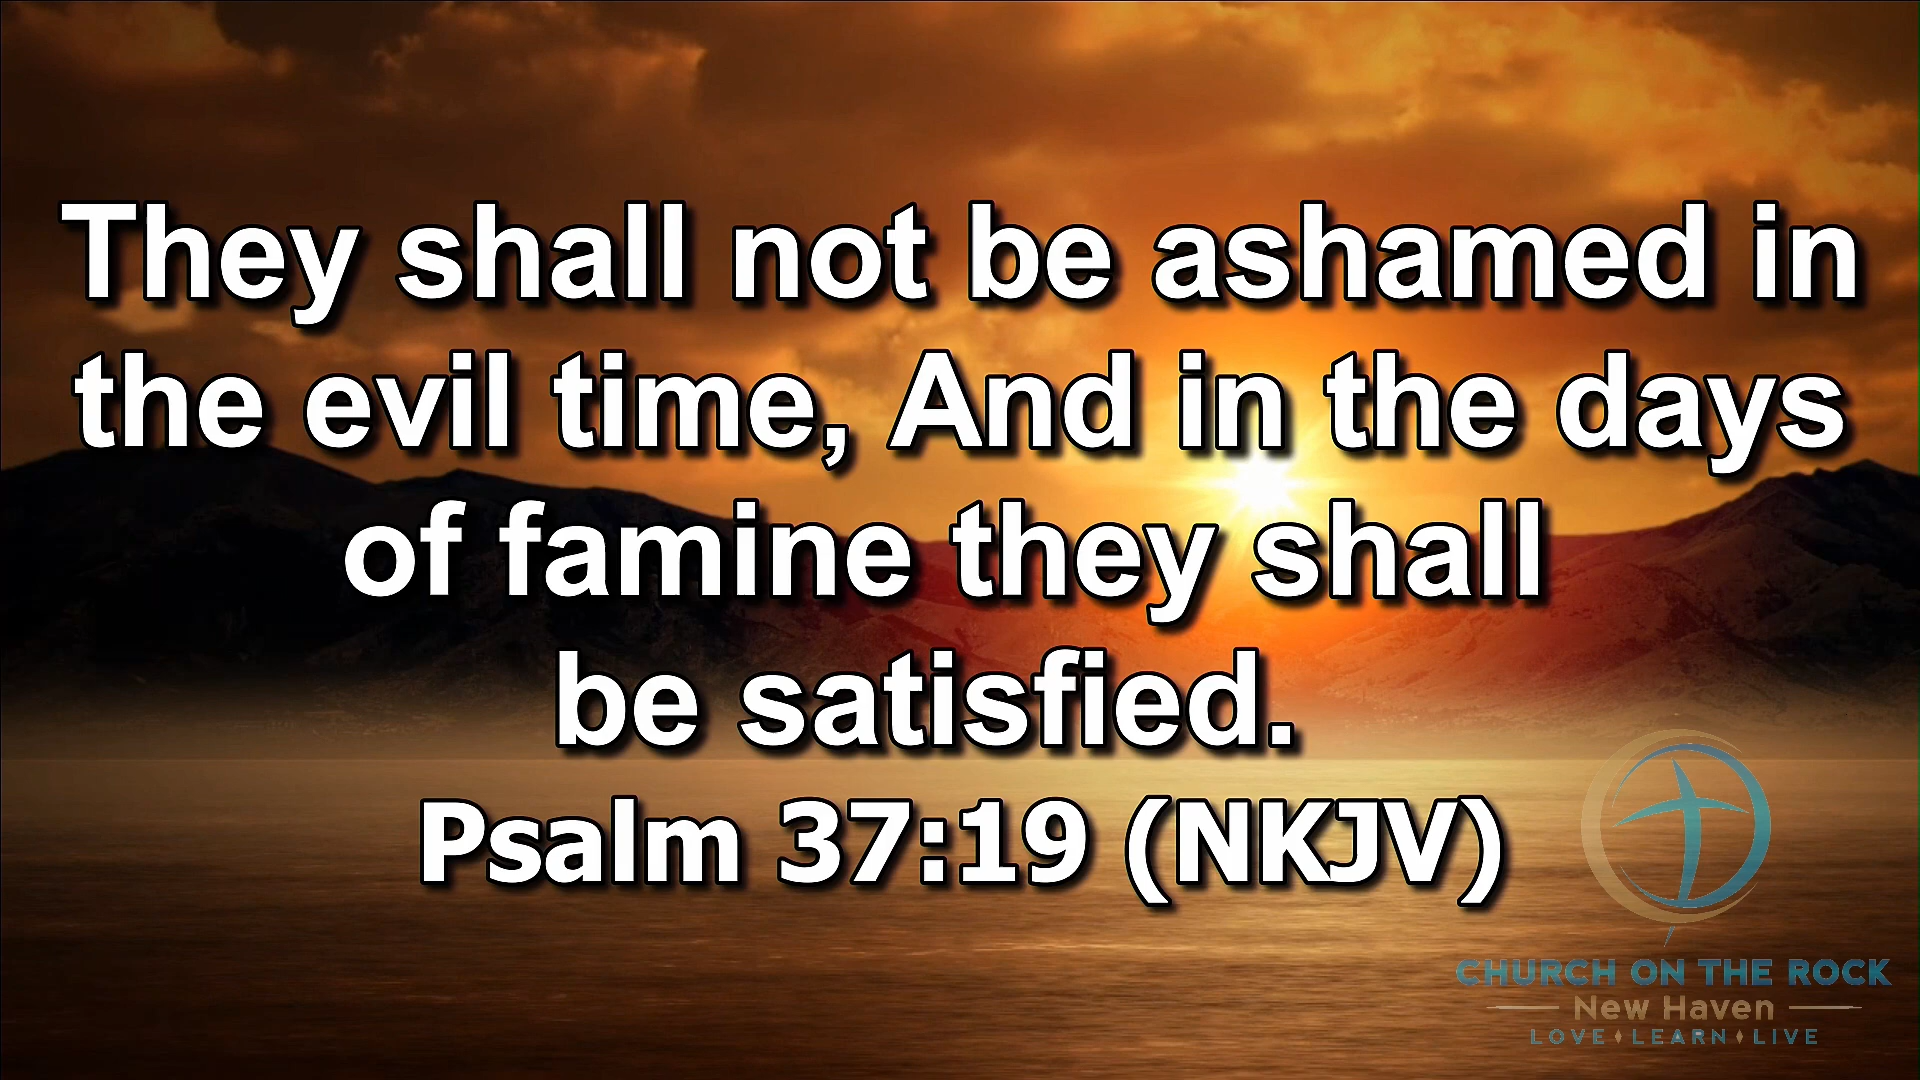 They shall not be ashamed in
the evil time, And in the days
of famine they shall
be satisfied.
Psalm 37:19 (NKJV)
CHURCH ON THE ROCK
New Haven
LOVE ♦ LEARN ♦ LIVE